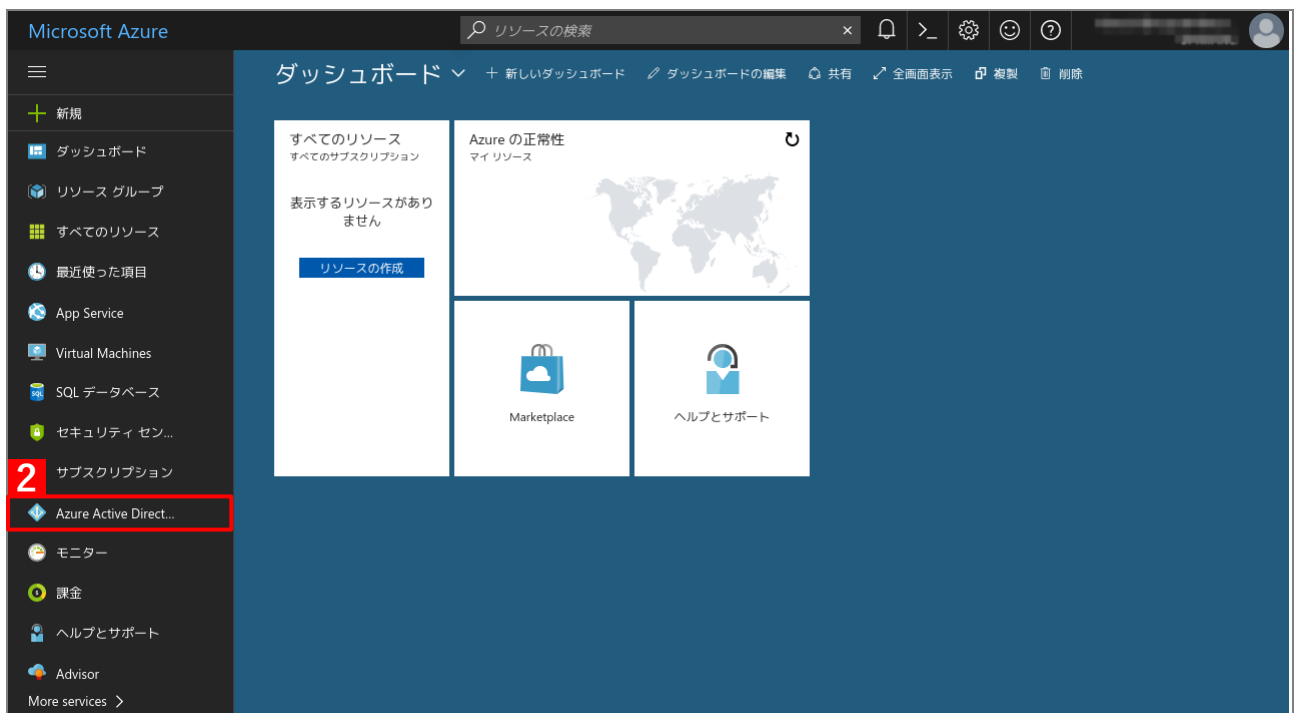 Microsoft Azure
リソースの検索
ダッシュボード
新しいダッシュボード
ダッシュボードの編集
共有
全画面表示
複製
削除
新規
ダッシュボード
リソース グループ
すべてのリソース
最近使った項目
App Service
Virtual Machines
SQL データベース
セキュリティ セン...
2
サブスクリプション
Azure Active Direct...
モニター
課金
ヘルプとサポート
Advisor
More services
すべてのリソース
すべてのサブスクリプション
表示するリソースがあり
ません
リソースの作成
Azure の正常性
マイ リソース
Marketplace
ヘルプとサポート